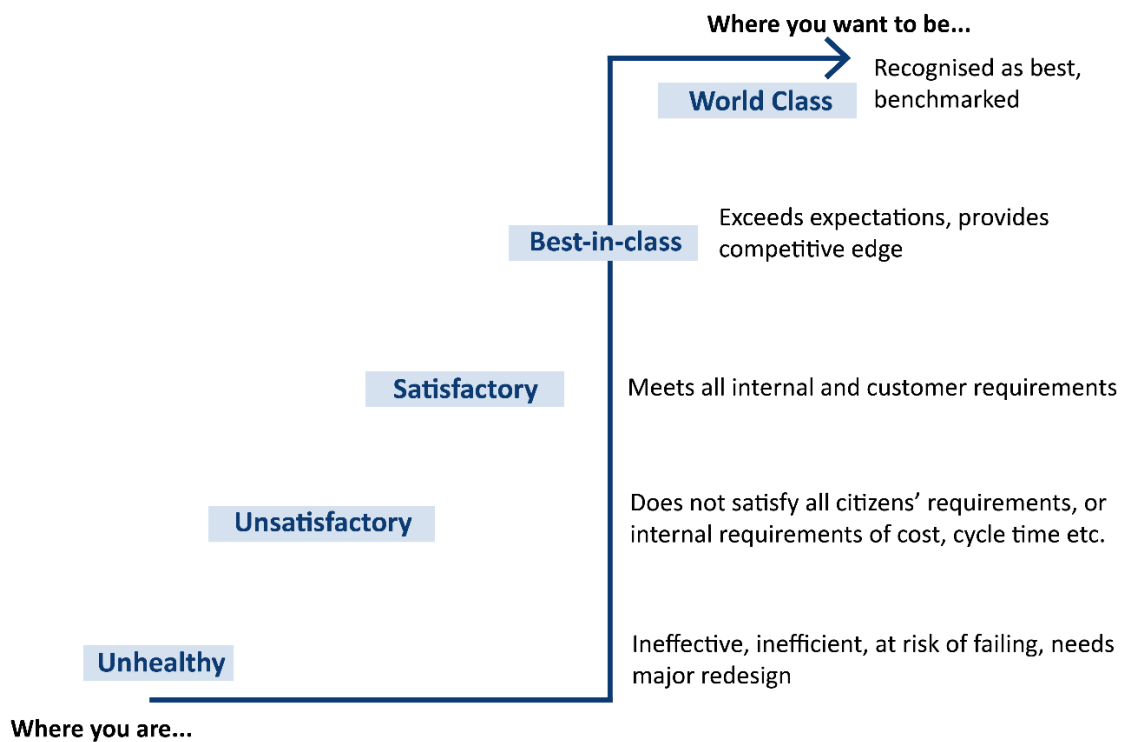 Where you want to be...
World Class
Recognised as best,
benchmarked
Best-in-class
Exceeds expectations, provides
competitive edge
Satisfactory
Meets all internal and customer requirements
Unsatisfactory
Does not satisfy all citizens’ requirements, or
internal requirements of cost, cycle time etc.
Unhealthy
Ineffective, inefficient, at risk of failing, needs
major redesign
Where you are...